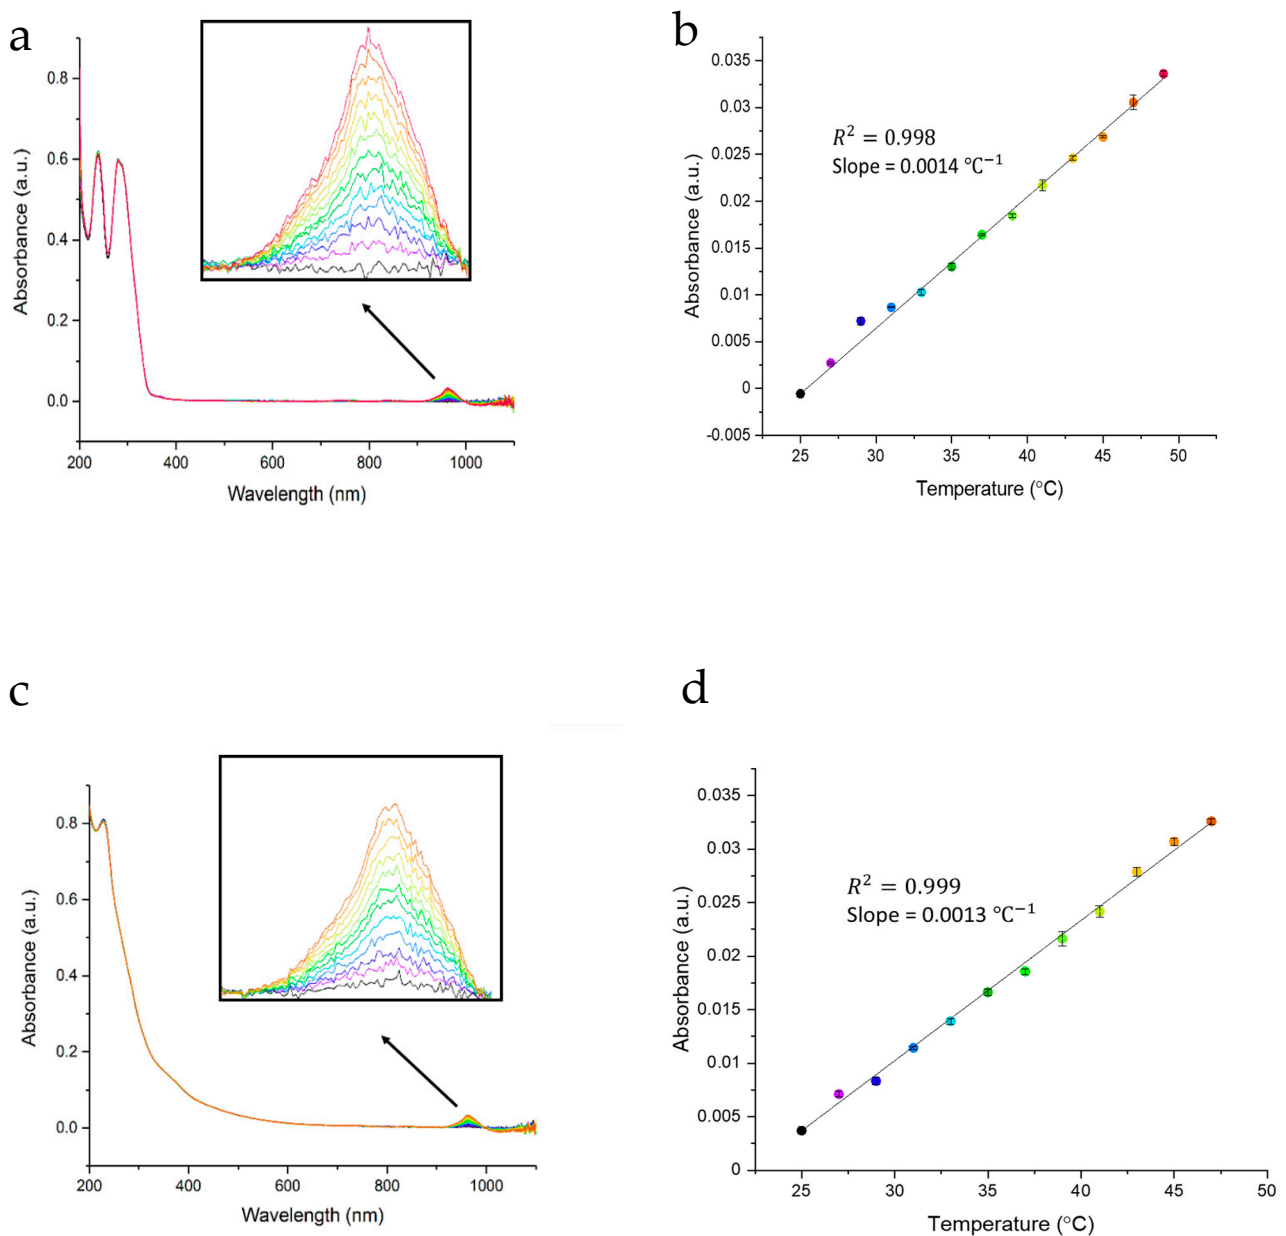 a
0.8
0.6
0.4
0.2
0.0
Absorbance (a.u.)
200 400 600 800 1000
Wavelength (nm)
b
0.035
0.03
0.025
0.02
0.015
0.01
0.005
0
-0.005
Absorbance (a.u.)
R² = 0.998
Slope = 0.0014 °C⁻¹
25 30 35 40 45 50
Temperature (°C)
c
0.8
0.6
0.4
0.2
0.0
Absorbance (a.u.)
200 400 600 800 1000
Wavelength (nm)
d
0.035
0.03
0.025
0.02
0.015
0.01
0.005
0
Absorbance (a.u.)
R² = 0.999
Slope = 0.0013 °C⁻¹
25 30 35 40 45 50
Temperature (°C)